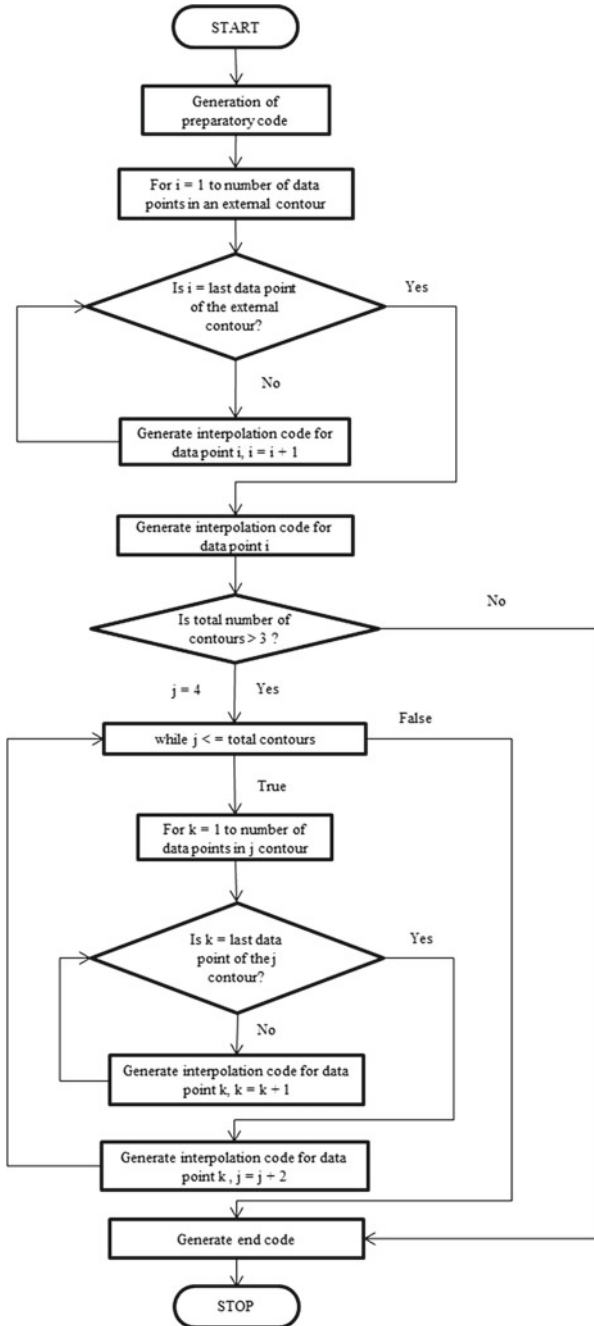 START
Generation of
preparatory code
For i = 1 to number of data
points in an external contour
Is i = last data point
of the external
contour?
Yes
No
Generate interpolation code for
data point i, i = i + 1
Generate interpolation code for
data point i
Is total number of
contours > 3 ?
No
j = 4
Yes
while j < = total contours
False
True
For k = 1 to number of
data points in j contour
Is k = last data
point of the j
contour?
Yes
No
Generate interpolation code for data
point k, k = k + 1
Generate interpolation code for data
point k , j = j + 2
Generate end code
STOP